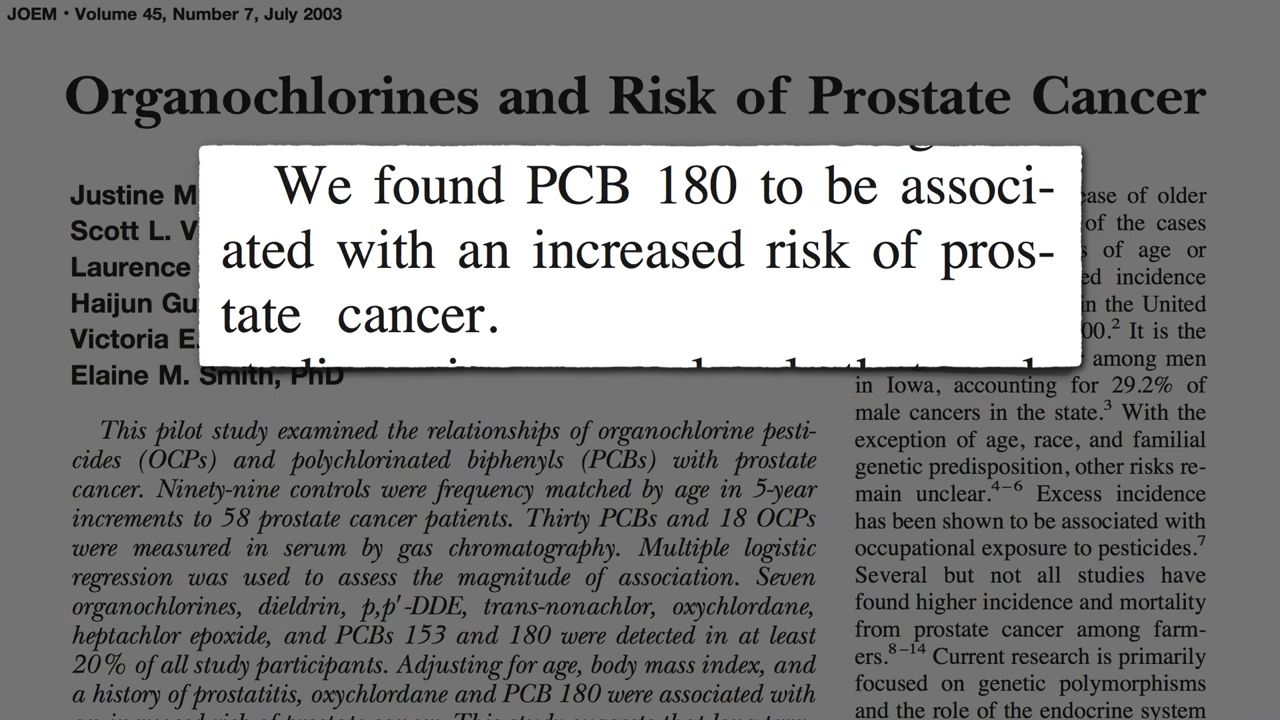 JOEM • Volume 45, Number 7, July 2003
Organochlorines and Risk of Prostate Cancer
We found PCB 180 to be associ-
ated with an increased risk of pros-
tate cancer.
Justine M
Scott L. V
Laurence
Haijun Gu
Victoria E.
Elaine M. Smith, PhD
This pilot study examined the relationships of organochlorine pesti-
cides (OCPs) and polychlorinated biphenyls (PCBs) with prostate
cancer. Ninety-nine controls were frequency matched by age in 5-year
increments to 58 prostate cancer patients. Thirty PCBs and 18 OCPs
were measured in serum by gas chromatography. Multiple logistic
regression was used to assess the magnitude of association. Seven
organochlorines, dieldrin, p,p'-DDE, trans-nonachlor, oxychlordane,
heptachlor epoxide, and PCBs 153 and 180 were detected in at least
20% of all study participants. Adjusting for age, body mass index, and
a history of prostatitis, oxychlordane and PCB 180 were associated with
of older
of the cases
of age or
incidence
in the United
00.² It is the
among men
in Iowa, accounting for 29.2% of
male cancers in the state.³ With the
exception of age, race, and familial
genetic predisposition, other risks re-
main unclear.⁴⁻⁶ Excess incidence
has been shown to be associated with
occupational exposure to pesticides.⁷
Several but not all studies have
found higher incidence and mortality
from prostate cancer among farm-
ers.⁸⁻¹⁴ Current research is primarily
focused on genetic polymorphisms
and the role of the endocrine system